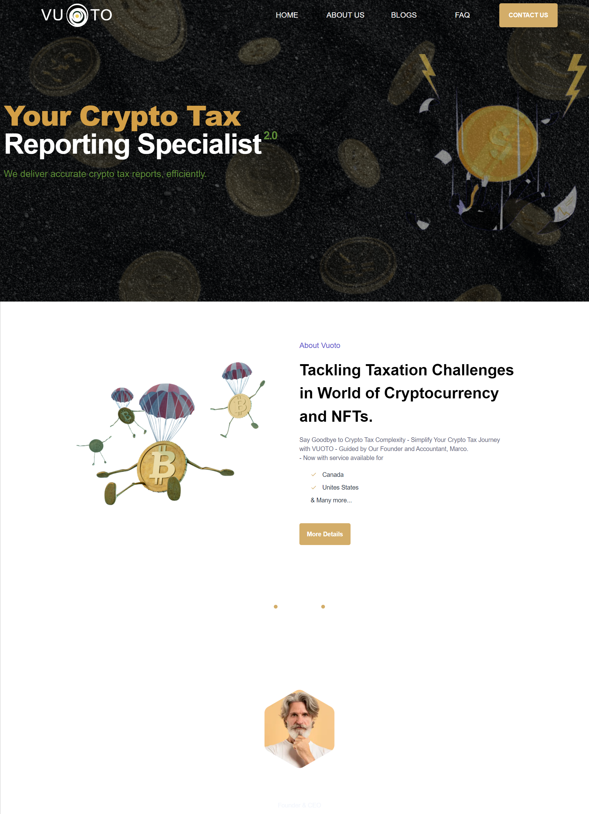 VUOTO
HOME ABOUT US BLOGS FAQ CONTACT US
Your Crypto Tax
Reporting Specialist 2.0
We deliver accurate crypto tax reports, efficiently.
About Vuoto
Tackling Taxation Challenges
in World of Cryptocurrency
and NFTs.
Say Goodbye to Crypto Tax Complexity - Simplify Your Crypto Tax Journey
with VUOTO - Guided by Our Founder and Accountant, Marco.
- Now with service available for
Canada
Unites States
& Many more...
More Details